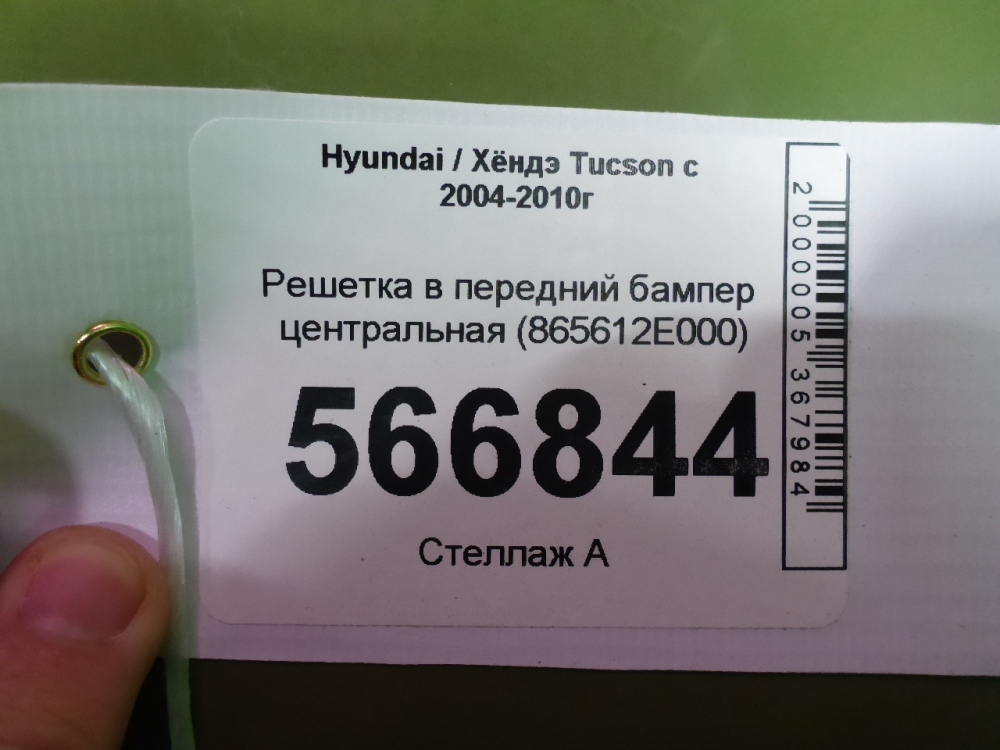 Hyundai / Хёндэ Tucson с
2004-2010г
Решетка в передний бампер
центральная (865612E000)
566844
Стеллаж А
2000005367984